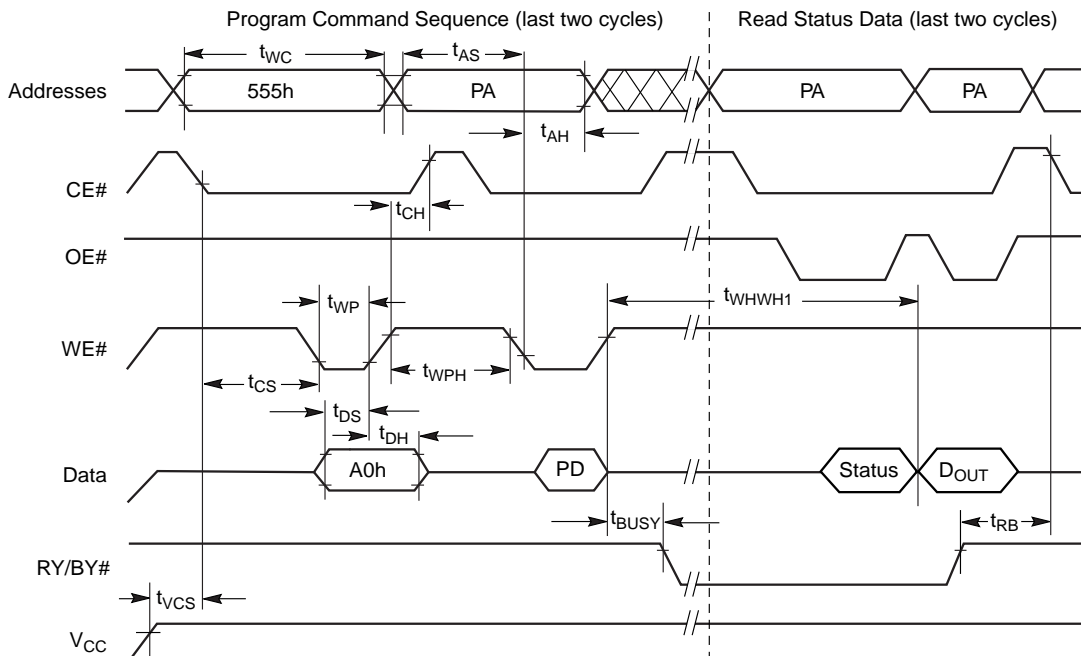 Program Command Sequence (last two cycles) Read Status Data (last two cycles)
tWC tAS
Addresses 555h PA PA PA
tAH
CE#
tCH
OE#
tWP tWHWH1
WE#
tCS tWPH
tDS
tDH
Data A0h PD Status DOUT
tBUSY tRB
RY/BY#
tVCS
VCC